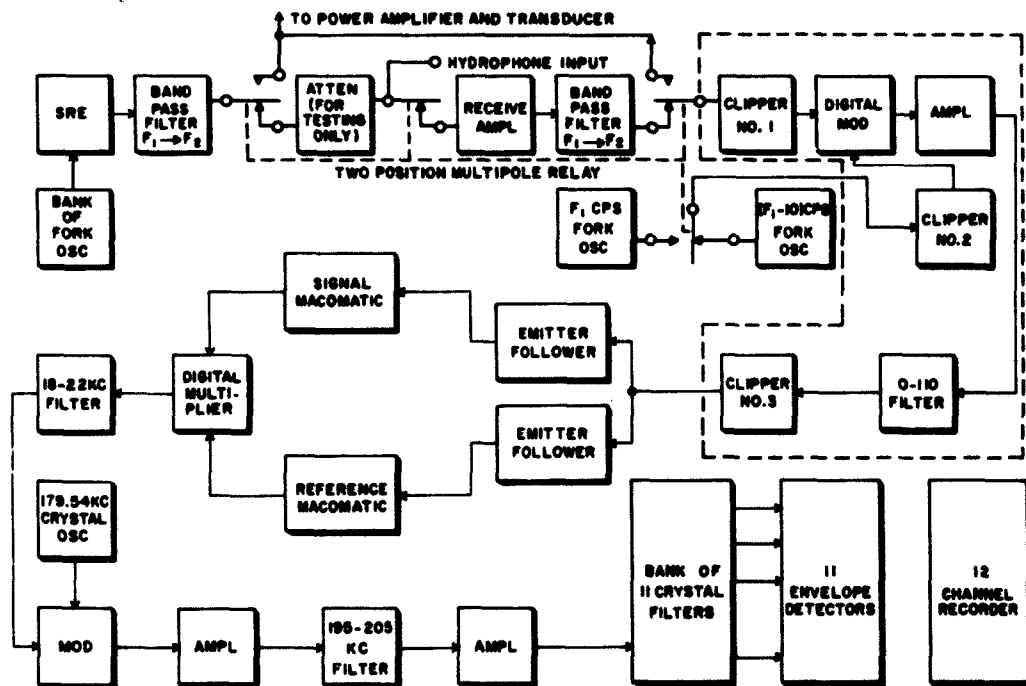 TO POWER AMPLIFIER AND TRANSDUCER
SRE
BAND
PASS
FILTER
F₁→F₂
ATTEN
(FOR
TESTING
ONLY)
HYDROPHONE INPUT
RECEIVE
AMPL
BAND
PASS
FILTER
F₁→F₂
CLIPPER
NO. 1
DIGITAL
MOD
AMPL
TWO POSITION MULTIPOLE RELAY
BANK
OF
FORK
OSC
F₁ CPS
FORK
OSC
(F₁-10)CPS
FORK
OSC
CLIPPER
NO.2
SIGNAL
MACOMATIC
EMITTER
FOLLOWER
18-22KC
FILTER
DIGITAL
MULTI-
PLIER
CLIPPER
NO.3
0-110
FILTER
EMITTER
FOLLOWER
REFERENCE
MACOMATIC
179.54KC
CRYSTAL
OSC
BANK OF
11 CRYSTAL
FILTERS
11
ENVELOPE
DETECTORS
12
CHANNEL
RECORDER
MOD
AMPL
195-205
KC
FILTER
AMPL